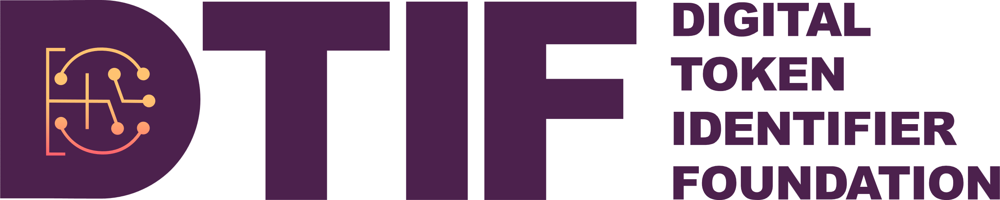 DTIF
DIGITAL
TOKEN
IDENTIFIER
FOUNDATION